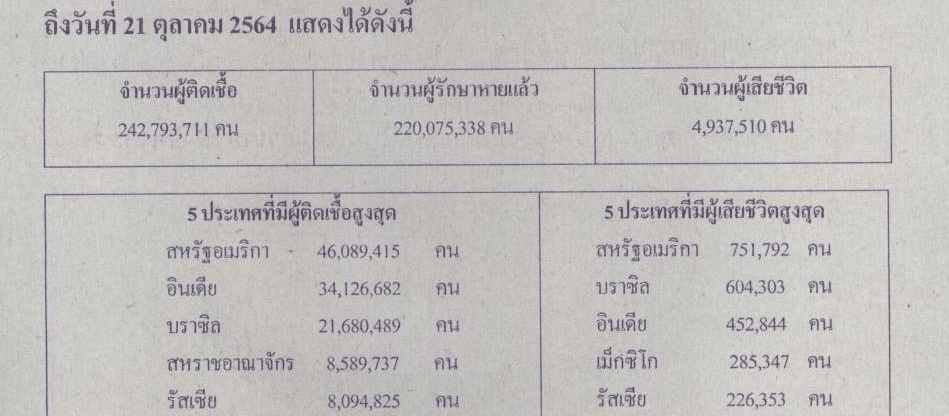 ถึงวันที่ 21 ตุลาคม 2564 แสดงได้ดังนี้
จำนวนผู้ติดเชื้อ จำนวนผู้รักษาหายแล้ว จำนวนผู้เสียชีวิต
242,793,711 คน 220,075,338 คน 4,937,510 คน
5 ประเทศที่มีผู้ติดเชื้อสูงสุด 5 ประเทศที่มีผู้เสียชีวิตสูงสุด
สหรัฐอเมริกา 46,089,415 คน สหรัฐอเมริกา 751,792 คน
อินเดีย 34,126,682 คน บราซิล 604,303 คน
บราซิล 21,680,489 คน อินเดีย 452,844 คน
สหราชอาณาจักร 8,589,737 คน เม็กซิโก 285,347 คน
รัสเซีย 8,094,825 คน รัสเซีย 226,353 คน